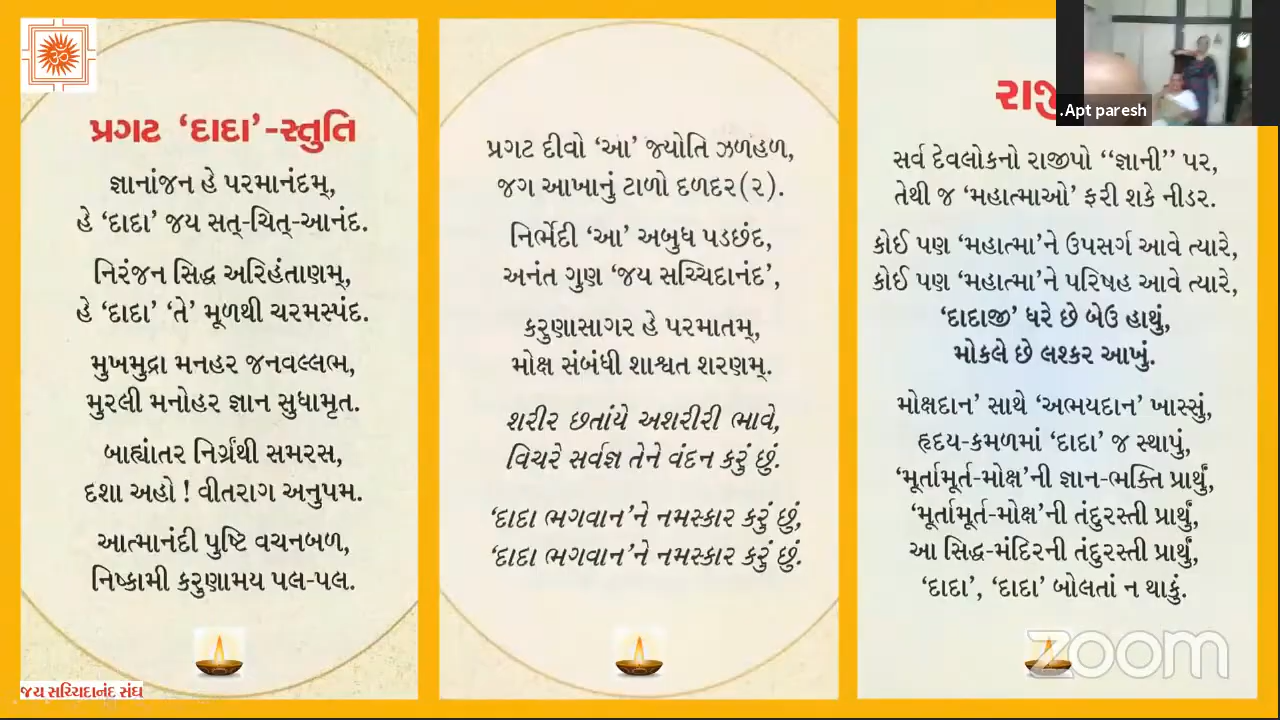 પ્રગટ ‘દાદા’-સ્તુતિ
જ્ઞાનાંજન હે પરમાનંદમ્,
હે ‘દાદા’ જય સત્-ચિત્-આનંદ.
નિરંજન સિદ્ધ અરિહંતાણમ્,
હે ‘દાદા’ ‘તે’ મૂળથી ચરમસ્પંદ.
મુખમુદ્રા મનહર જનવલ્લભ,
મુરલી મનોહર જ્ઞાન સુધામૃત.
બાહ્યાંતર નિર્ગ્રંથી સમરસ,
દશા અહો ! વીતરાગ અનુપમ.
આત્માનંદી પુષ્ટિ વચનબળ,
નિષ્કામી કરુણામય પલ-પલ.
જય સચ્ચિદાનંદ સંઘ
પ્રગટ દીવો ‘આ’ જ્યોતિ ઝળહળ,
જગ આખાનું ટાળો દળદર(૨).
નિર્ભેદી ‘આ’ અબુધ પડછંદ,
અનંત ગુણ ‘જય સચ્ચિદાનંદ’,
કરુણાસાગર હે પરમાતમ્,
મોક્ષ સંબંધી શાશ્વત શરણમ્.
શરીર છતાંયે અશરીરી ભાવે,
વિચરે સર્વજ્ઞ તેને વંદન કરું છું.
‘દાદા ભગવાન’ને નમસ્કાર કરું છું,
‘દાદા ભગવાન’ને નમસ્કાર કરું છું.
સર્વ દેવલોકનો રાજીપો ‘‘જ્ઞાની’’ પર,
તેથી જ ‘મહાત્માઓ’ ફરી શકે નીડર.
કોઈ પણ ‘મહાત્મા’ને ઉપસર્ગ આવે ત્યારે,
કોઈ પણ ‘મહાત્મા’ને પરિષહ આવે ત્યારે,
‘દાદાજી’ ધરે છે બેઉ હાથું,
મોકલે છે લશ્કર આખું.
મોક્ષદાન’ સાથે ‘અભયદાન’ ખાસ્સું,
હૃદય-કમળમાં ‘દાદા’ જ સ્થાપું,
‘મૂર્તામૂર્ત-મોક્ષ’ની જ્ઞાન-ભક્તિ પ્રાર્થું,
‘મૂર્તામૂર્ત-મોક્ષ’ની તંદુરસ્તી પ્રાર્થું,
આ સિદ્ધ-મંદિરની તંદુરસ્તી પ્રાર્થું,
‘દાદા’, ‘દાદા’ બોલતાં ન થાકું.
.Apt paresh
zoom